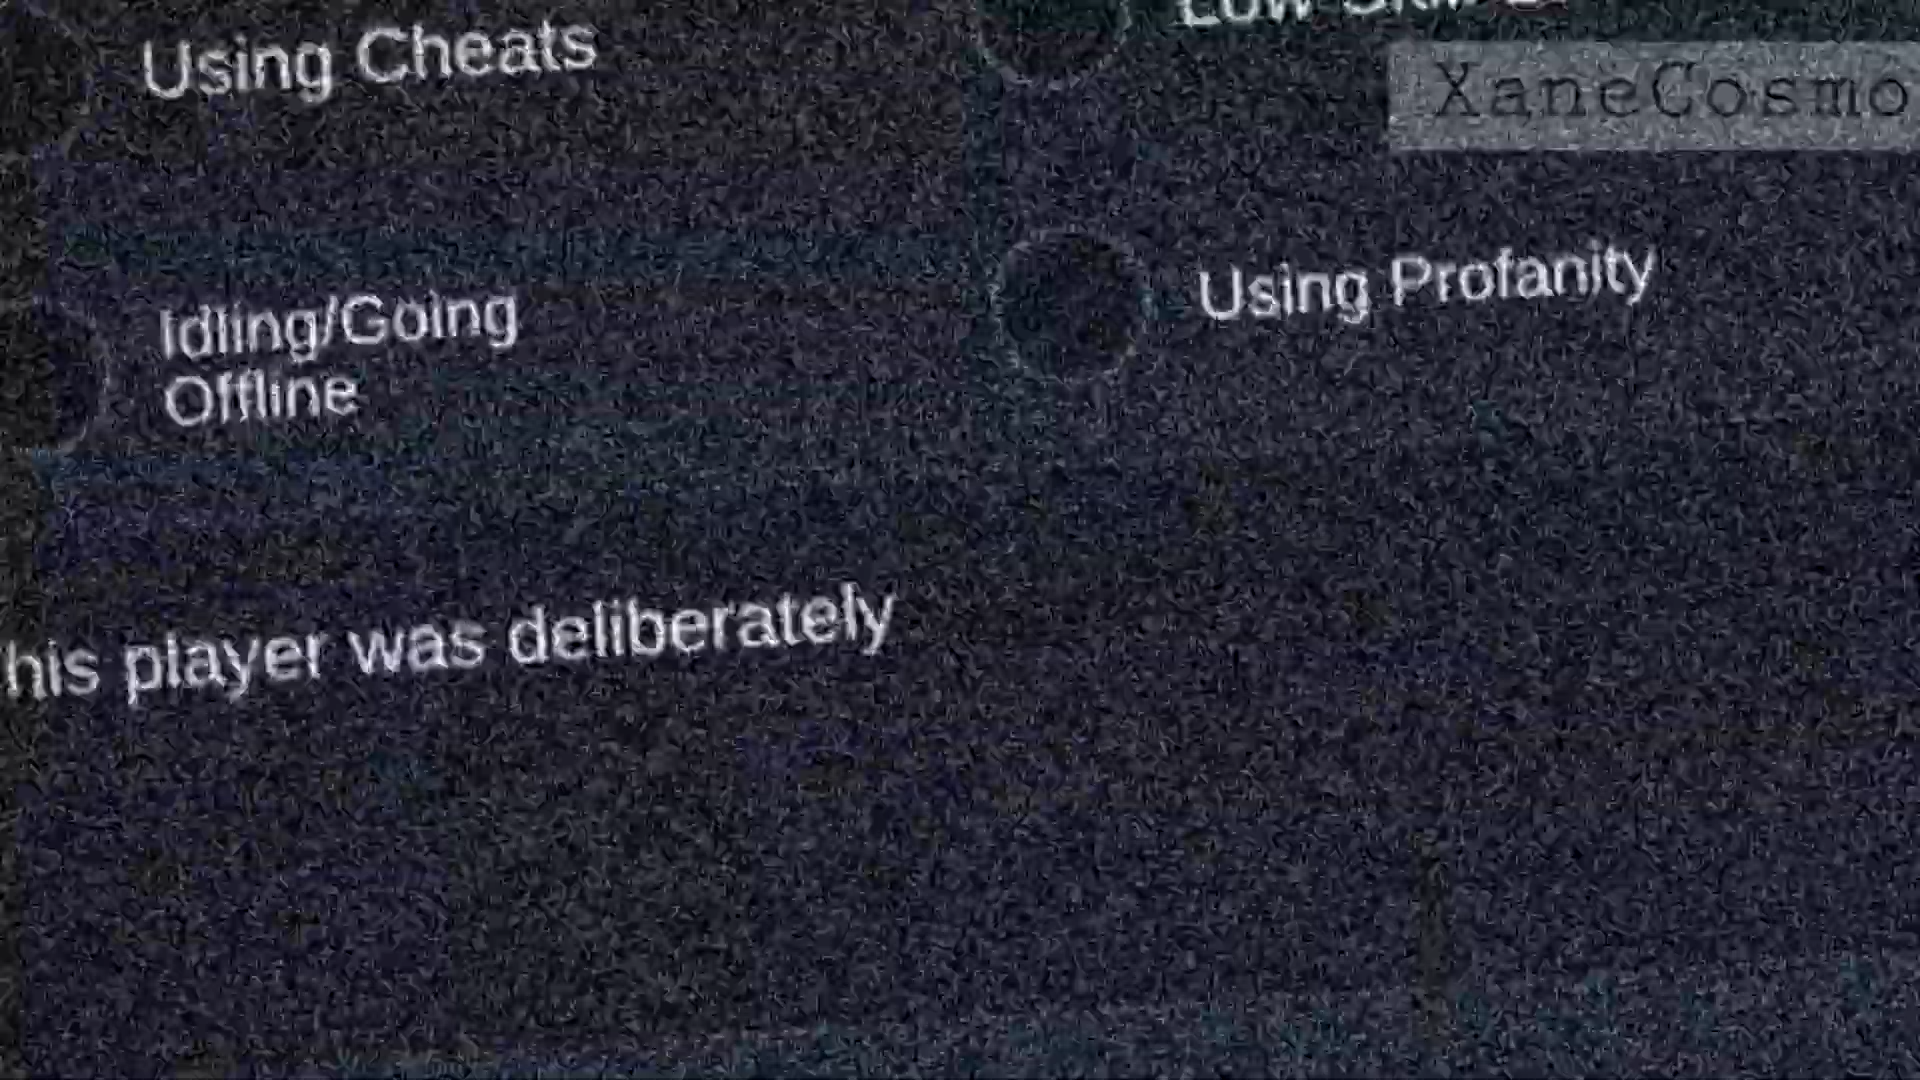 Using Cheats
XaneCosmo
Using Profanity
Idling/Going
Offline
his player was deliberately